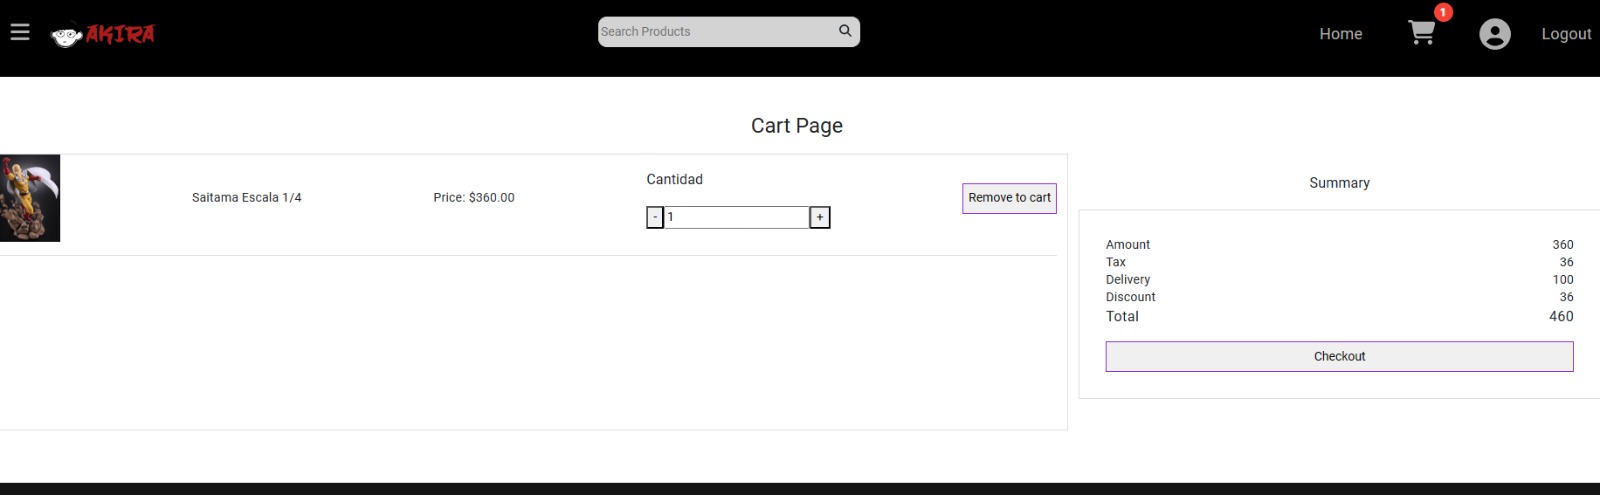 AKIRA
Search Products
Home
1
Logout
Cart Page
Saitama Escala 1/4
Price: $360.00
Cantidad
- 1 +
Remove to cart
Summary
Amount 360
Tax 36
Delivery 100
Discount 36
Total 460
Checkout